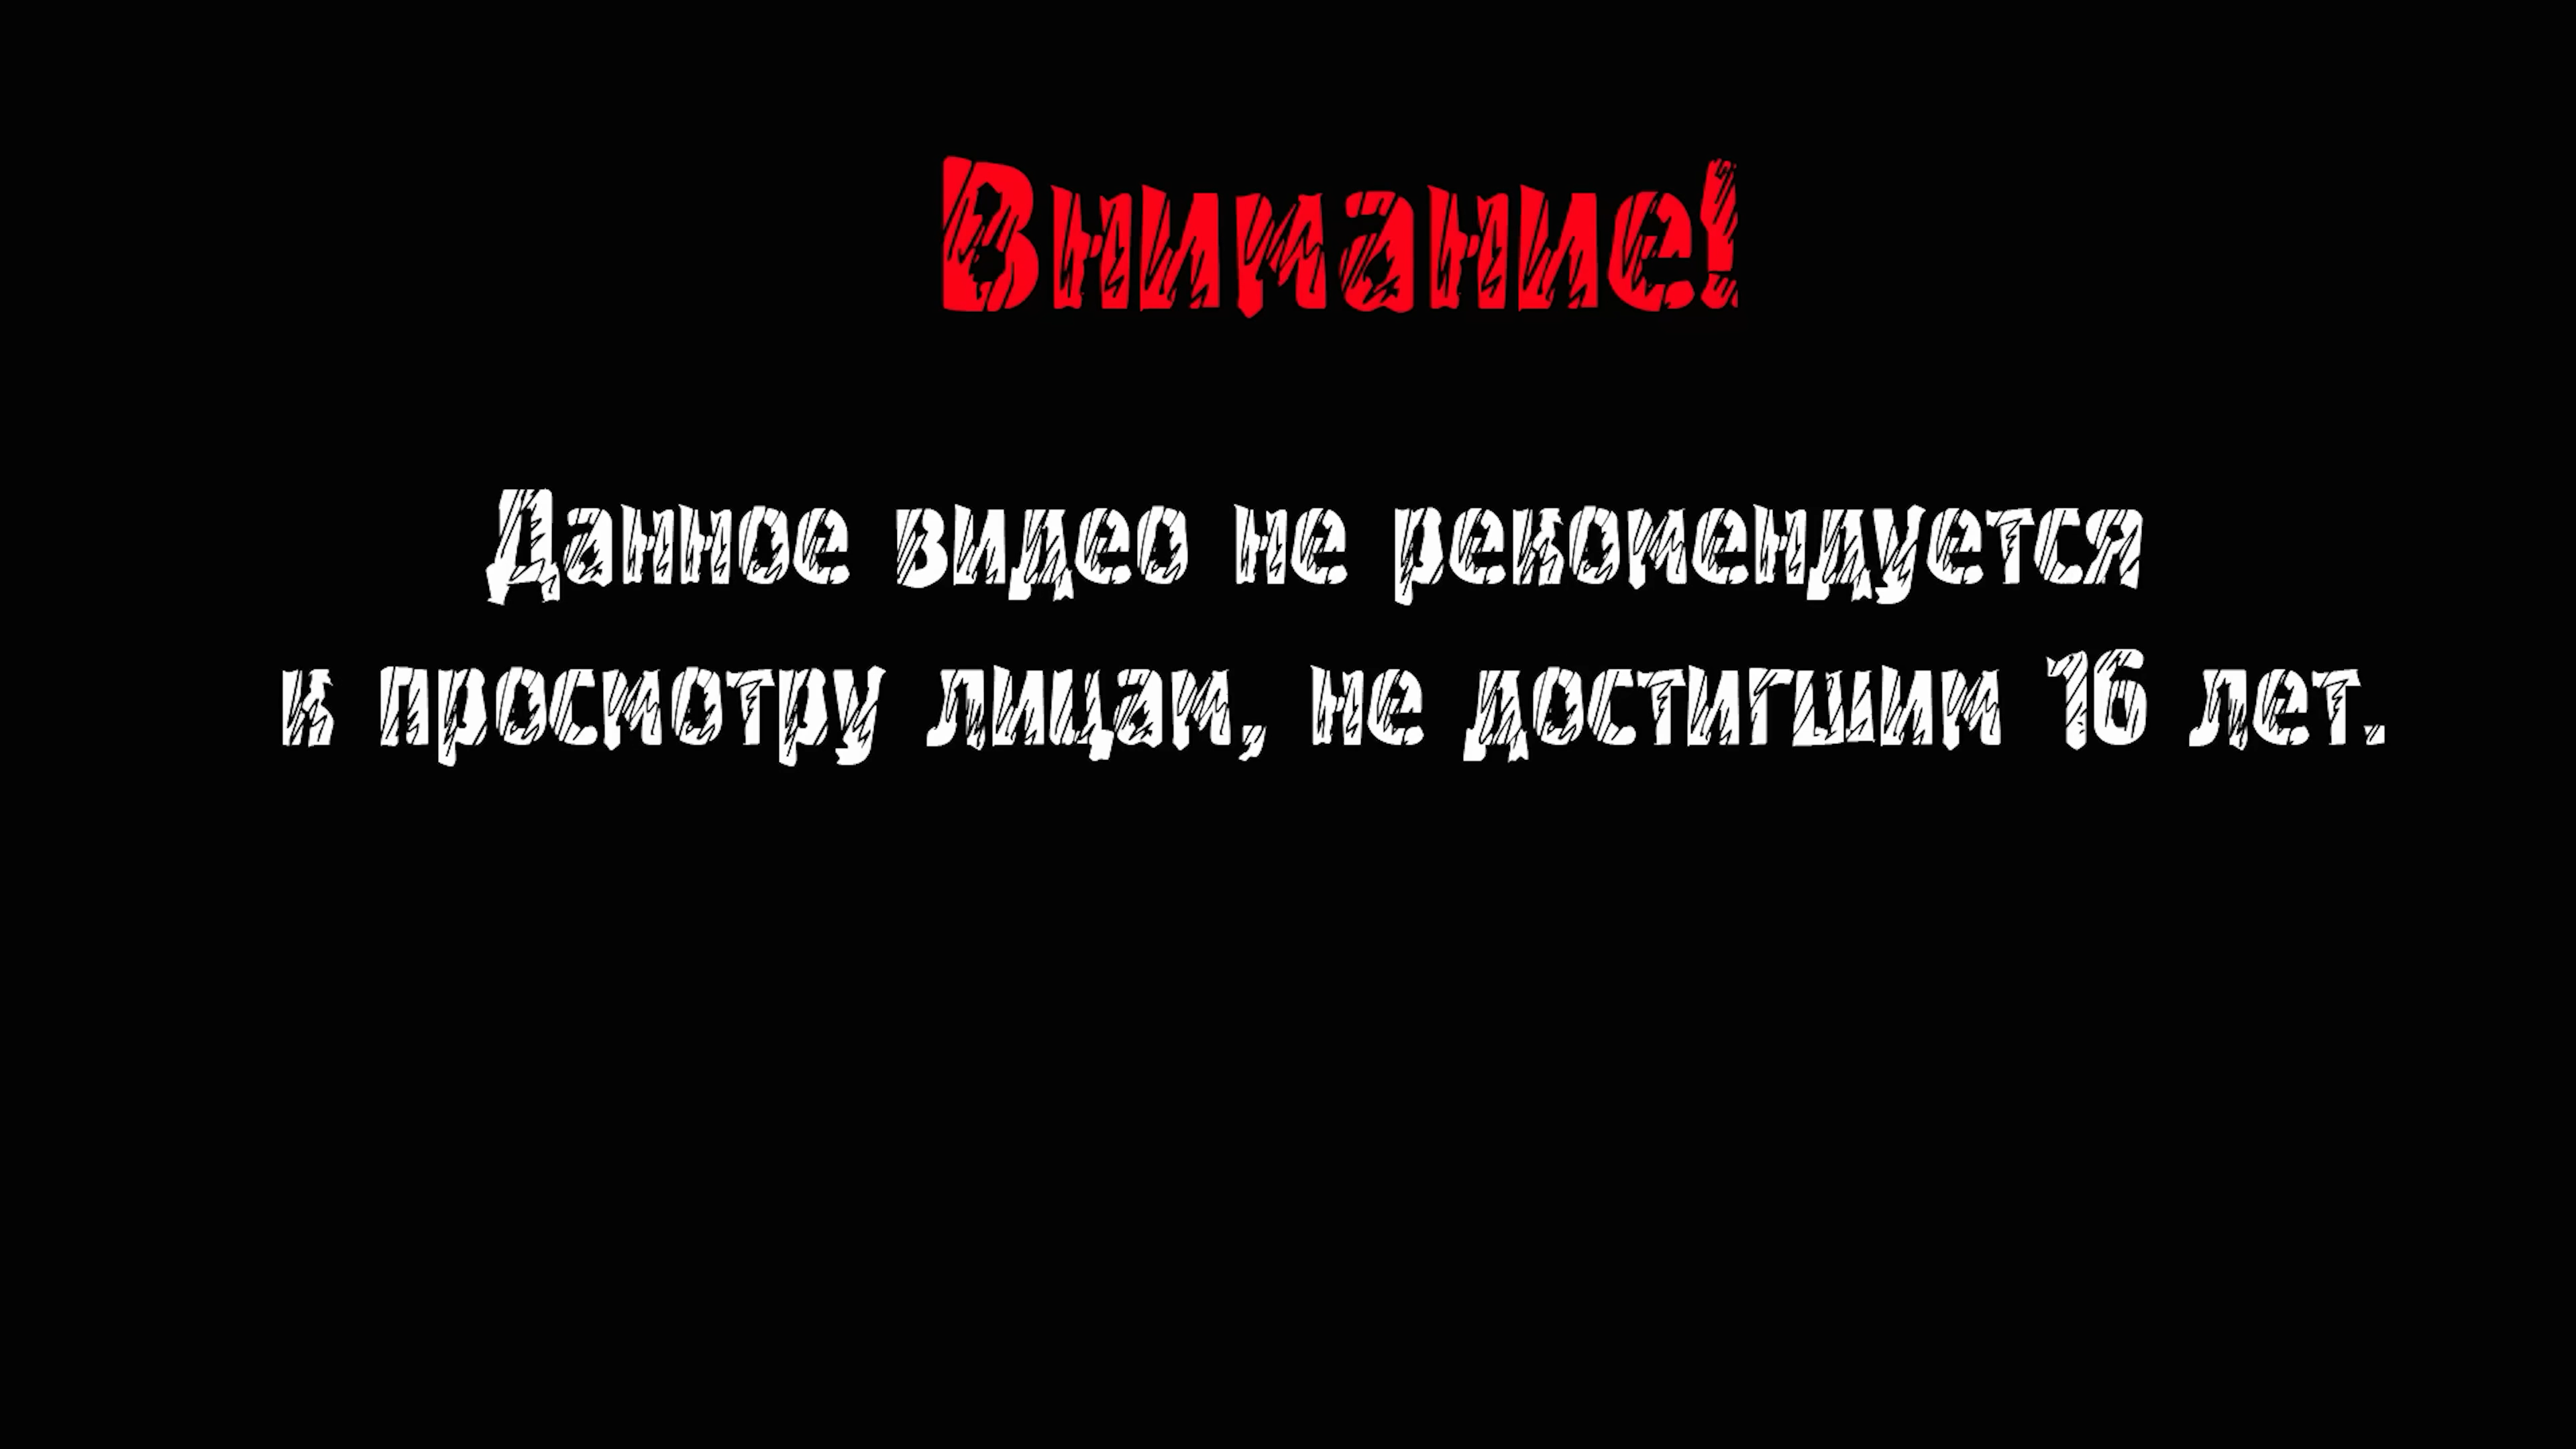 Внимание!
Данное видео не рекомендуется
к просмотру лицам, не достигшим 16 лет.